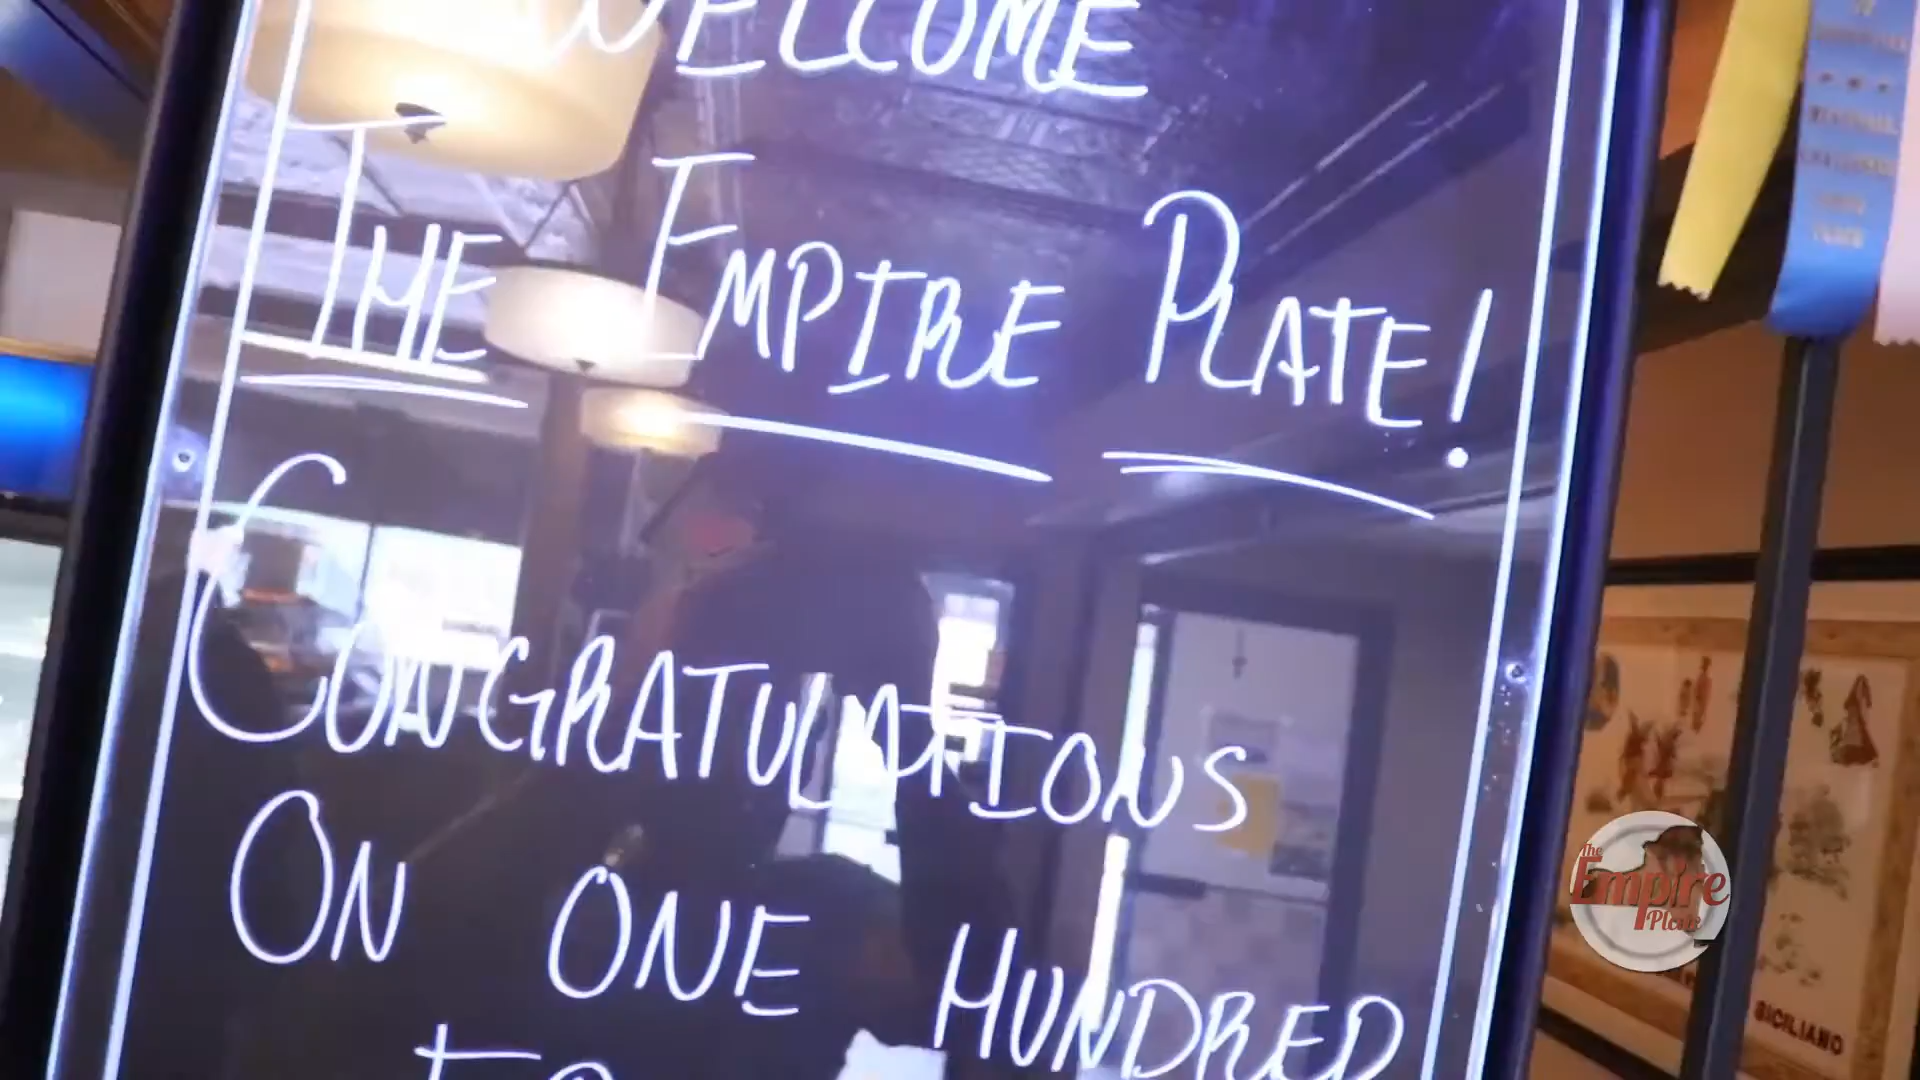 WELCOME
THE EMPIRE PLATE!
CONGRATULATIONS
ON ONE HUNDRED
The
Empire
Plate
SICILIANO